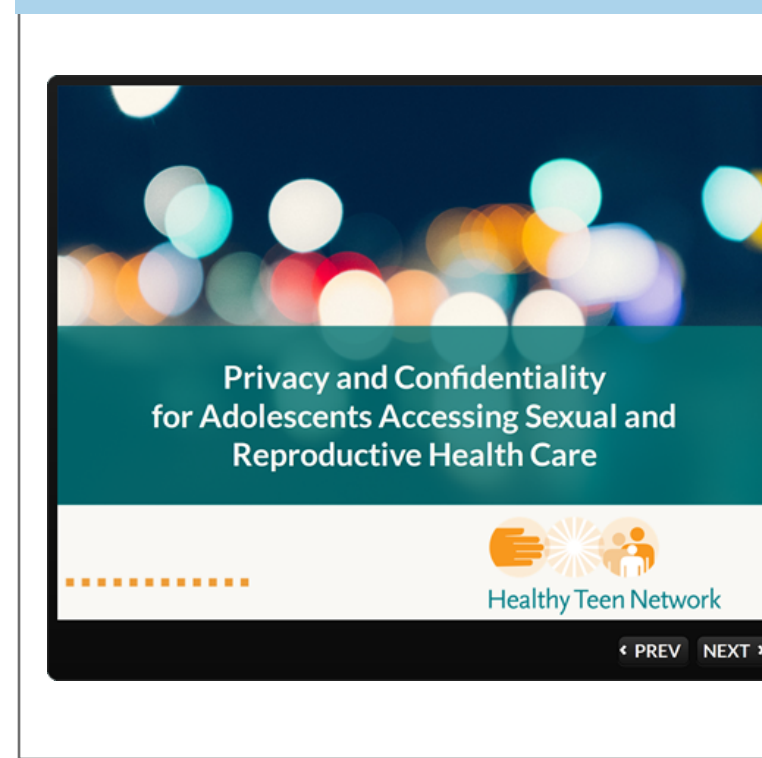 Privacy and Confidentiality
for Adolescents Accessing Sexual and
Reproductive Health Care
Healthy Teen Network
‹ PREV NEXT ›